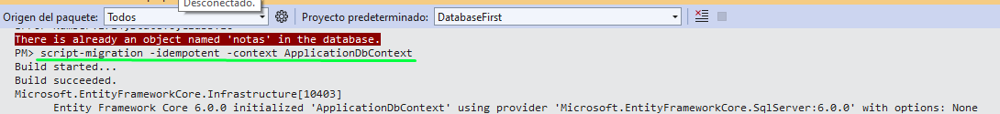 Desconectado.
Origen del paquete: Todos Proyecto predeterminado: DatabaseFirst
There is already an object named 'notas' in the database.
PM> script-migration -idempotent -context ApplicationDbContext
Build started...
Build succeeded.
Microsoft.EntityFrameworkCore.Infrastructure[10403]
Entity Framework Core 6.0.0 initialized 'ApplicationDbContext' using provider 'Microsoft.EntityFrameworkCore.SqlServer:6.0.0' with options: None